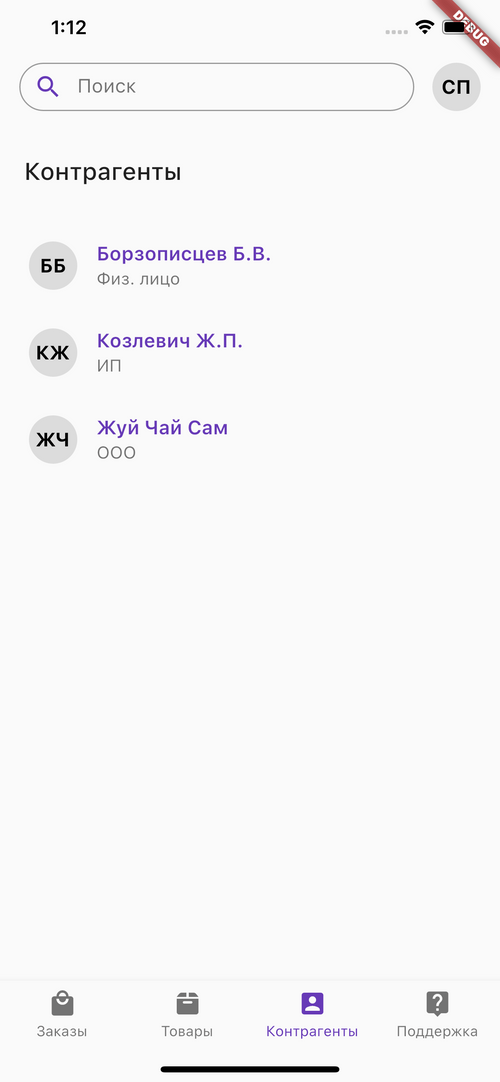 1:12
DEBUG
Поиск
СП
Контрагенты
ББ
Борзописцев Б.В.
Физ. лицо
КЖ
Козлевич Ж.П.
ИП
ЖЧ
Жуй Чай Сам
ООО
Заказы
Товары
Контрагенты
Поддержка